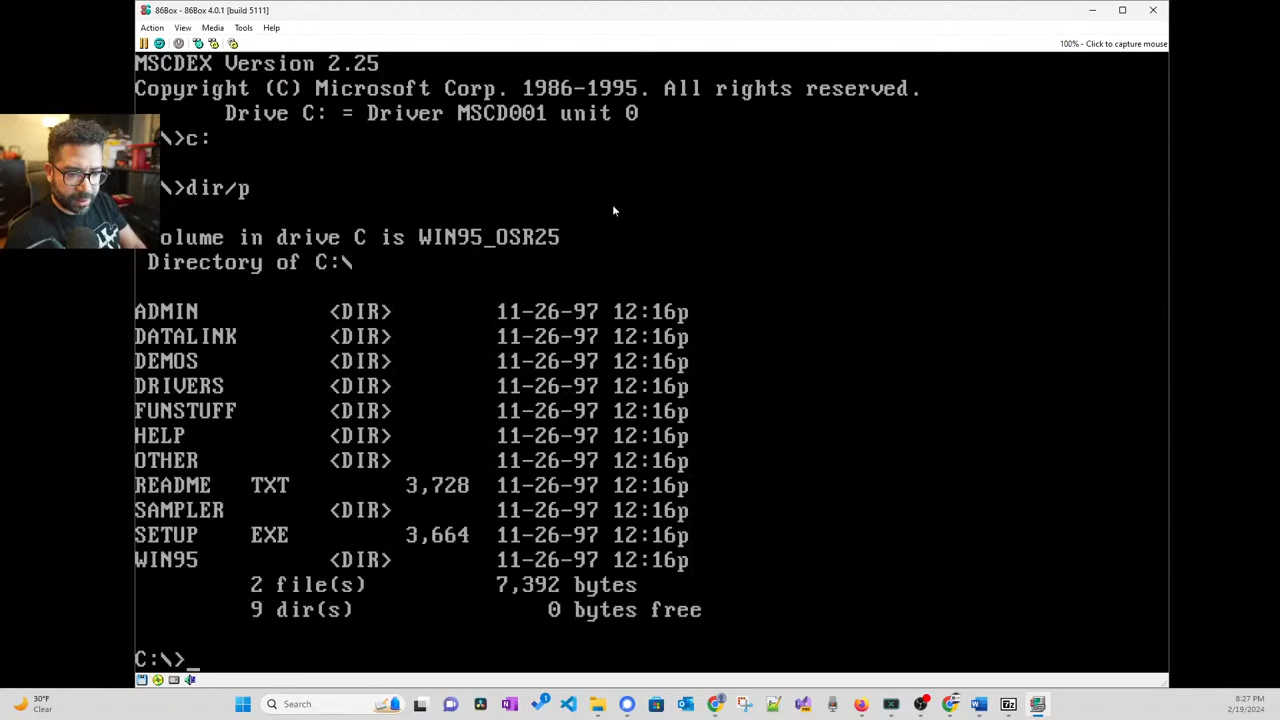 86Box - 86Box 4.0.1 [build 5111]
Action View Media Tools Help
100% - Click to capture mouse
MSCDEX Version 2.25
Copyright (C) Microsoft Corp. 1986-1995. All rights reserved.
Drive C: = Driver MSCD001 unit 0
\>c:
\>dir/p
olume in drive C is WIN95_OSR25
Directory of C:\
ADMIN <DIR> 11-26-97 12:16p
DATALINK <DIR> 11-26-97 12:16p
DEMOS <DIR> 11-26-97 12:16p
DRIVERS <DIR> 11-26-97 12:16p
FUNSTUFF <DIR> 11-26-97 12:16p
HELP <DIR> 11-26-97 12:16p
OTHER <DIR> 11-26-97 12:16p
README TXT 3,728 11-26-97 12:16p
SAMPLER <DIR> 11-26-97 12:16p
SETUP EXE 3,664 11-26-97 12:16p
WIN95 <DIR> 11-26-97 12:16p
2 file(s) 7,392 bytes
9 dir(s) 0 bytes free
C:\>_
30°F
Clear
Search
8:27 PM
2/19/2024